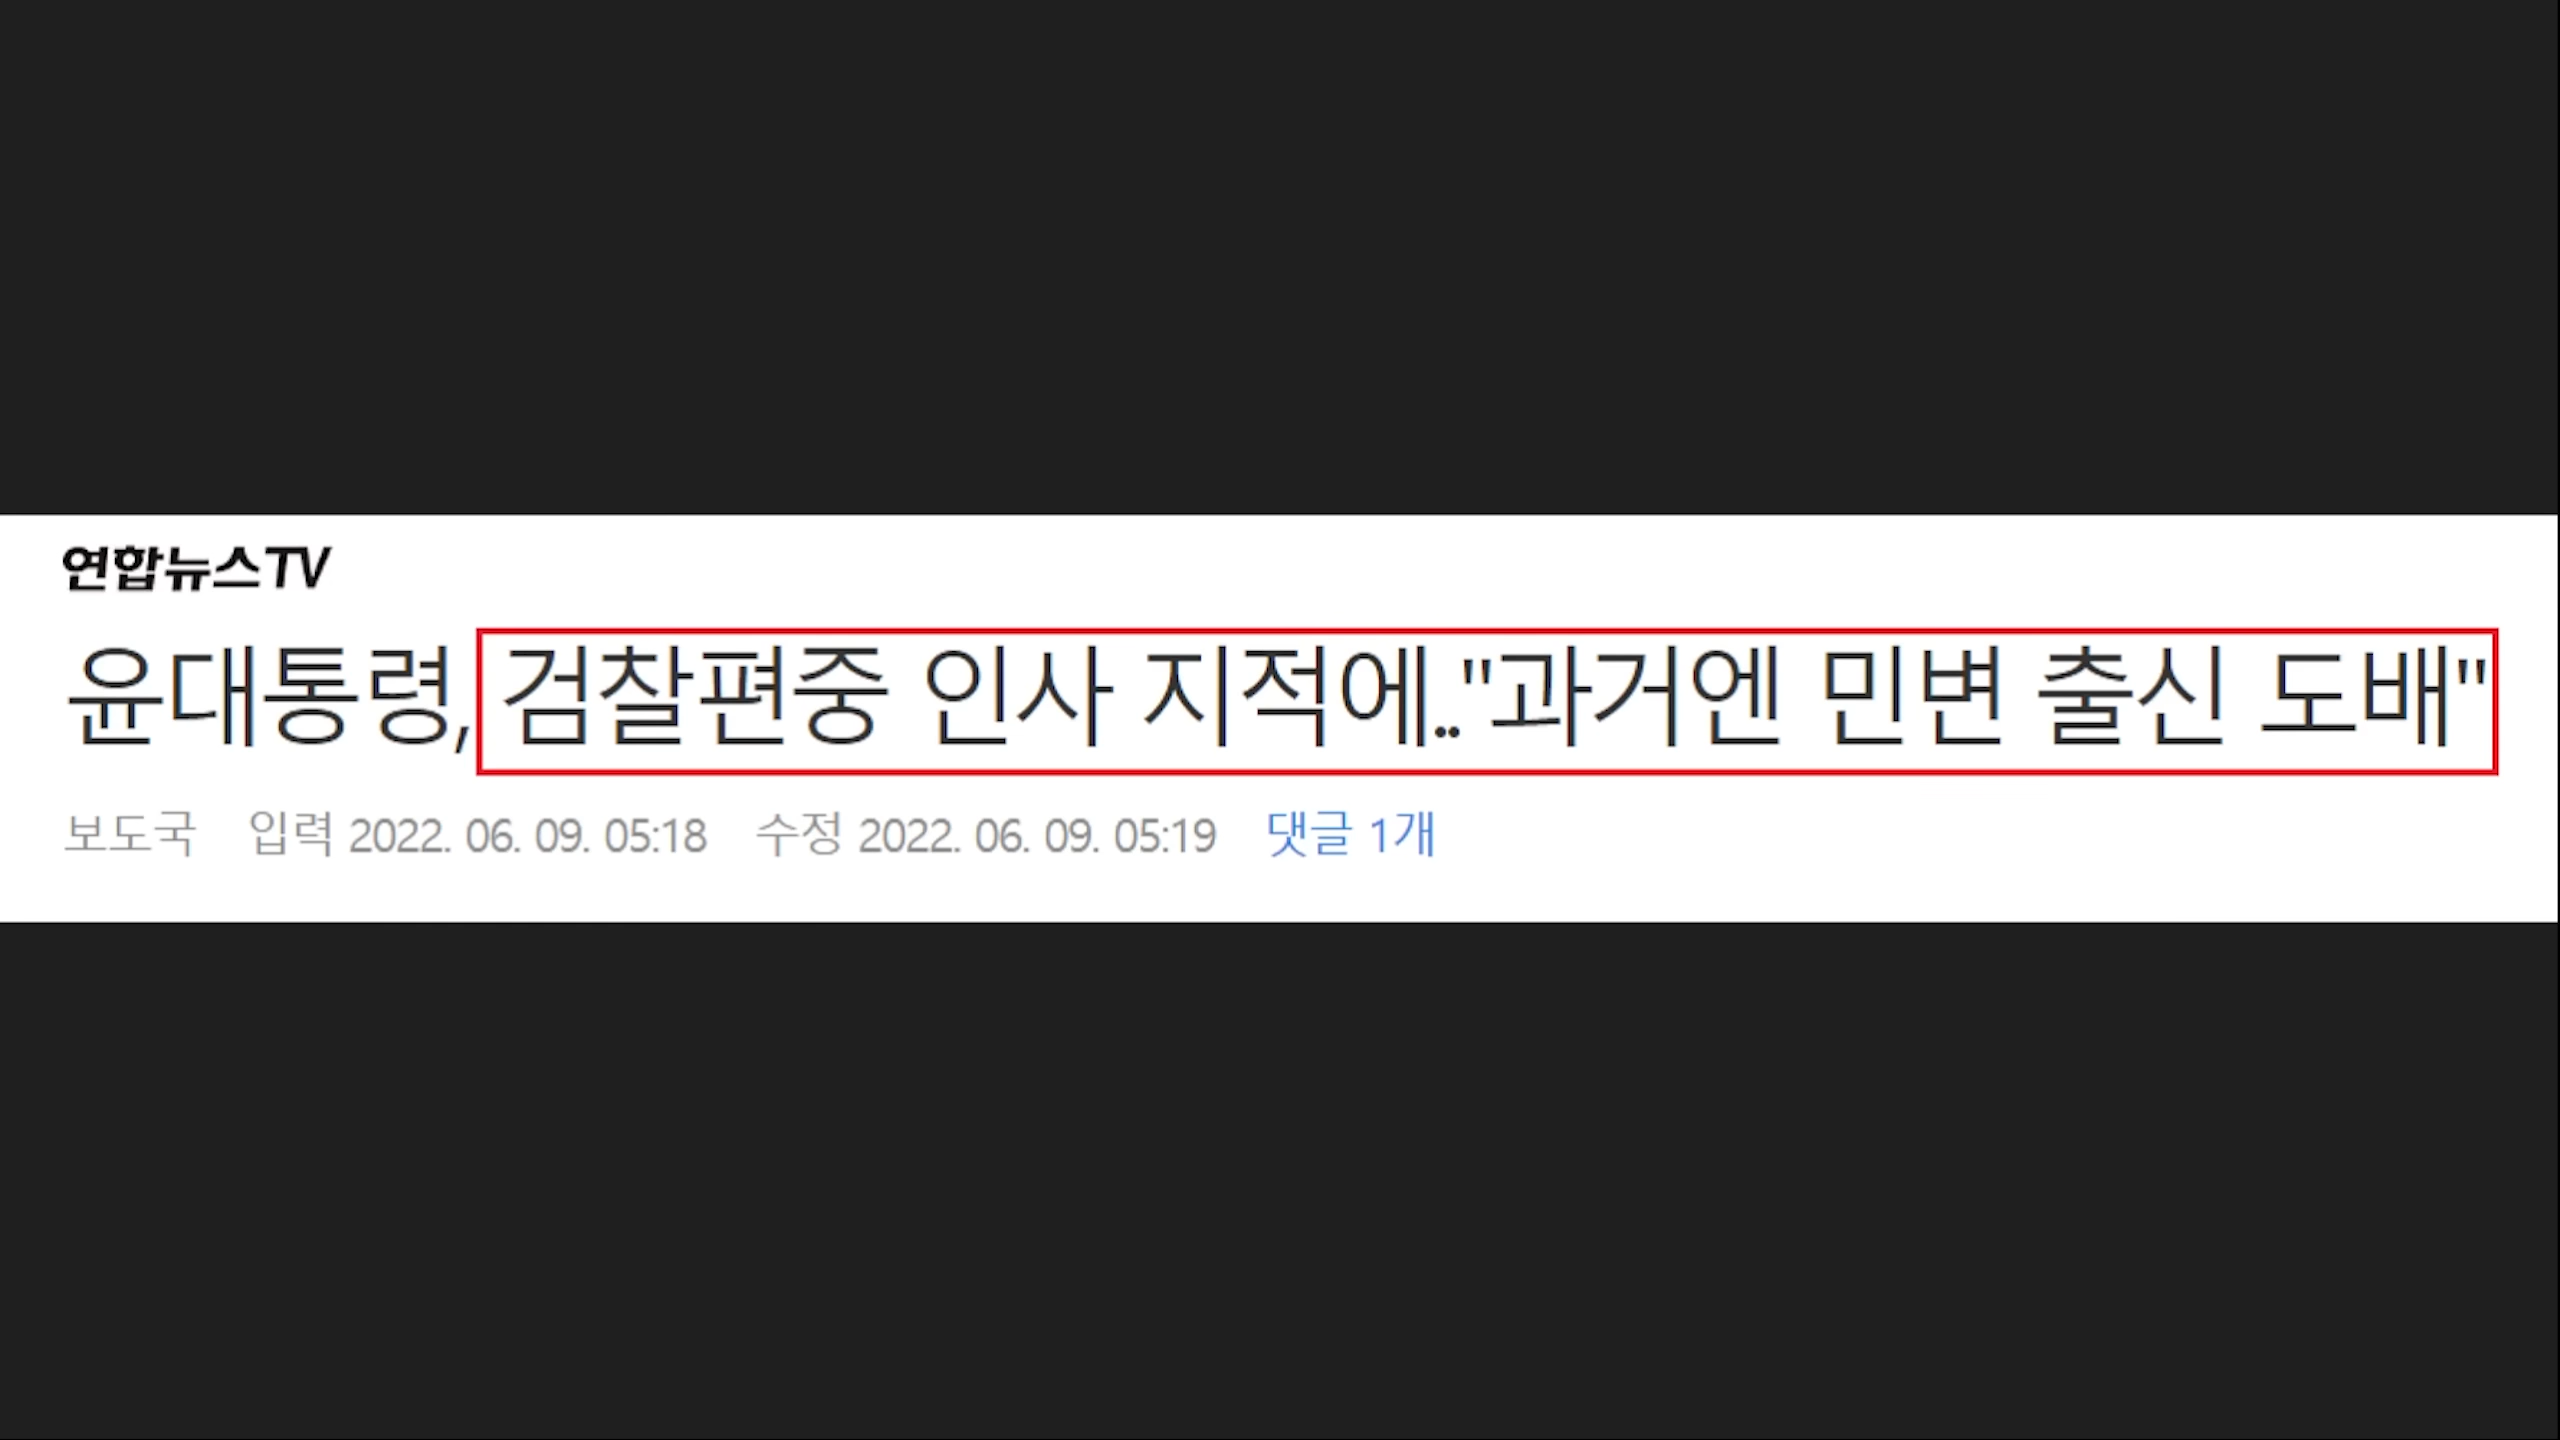 연합뉴스TV
윤대통령, 검찰편중 인사 지적에.."과거엔 민변 출신 도배"
보도국 입력 2022. 06. 09. 05:18 수정 2022. 06. 09. 05:19 댓글 1개